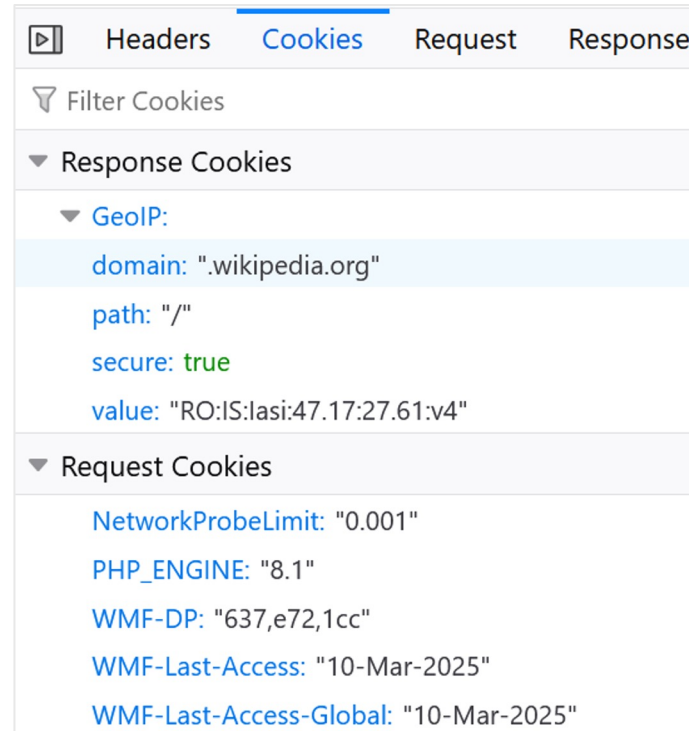 Headers Cookies Request Response
Filter Cookies
Response Cookies
GeoIP:
domain: ".wikipedia.org"
path: "/"
secure: true
value: "RO:IS:Iasi:47.17:27.61:v4"
Request Cookies
NetworkProbeLimit: "0.001"
PHP_ENGINE: "8.1"
WMF-DP: "637,e72,1cc"
WMF-Last-Access: "10-Mar-2025"
WMF-Last-Access-Global: "10-Mar-2025"